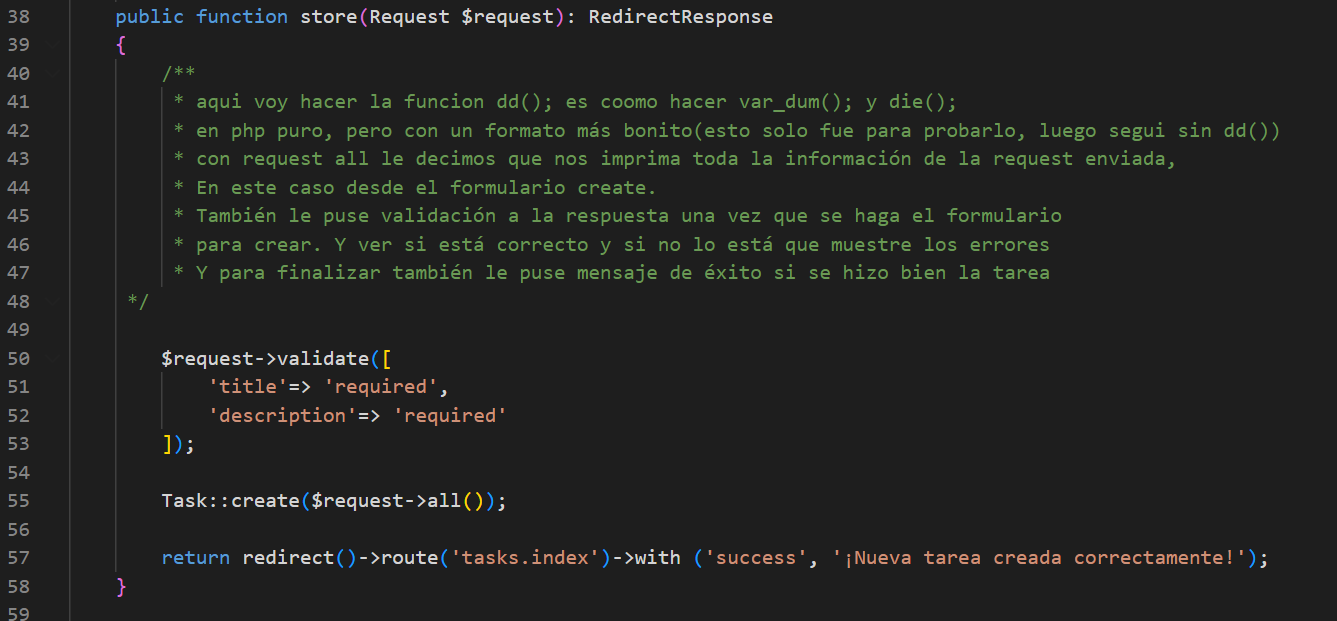 38 public function store(Request $request): RedirectResponse
39 {
40 /**
41 * aqui voy hacer la funcion dd(); es coomo hacer var_dum(); y die();
42 * en php puro, pero con un formato más bonito(esto solo fue para probarlo, luego segui sin dd())
43 * con request all le decimos que nos imprima toda la información de la request enviada,
44 * En este caso desde el formulario create.
45 * También le puse validación a la respuesta una vez que se haga el formulario
46 * para crear. Y ver si está correcto y si no lo está que muestre los errores
47 * Y para finalizar también le puse mensaje de éxito si se hizo bien la tarea
48 */
49
50 $request->validate([
51 'title'=> 'required',
52 'description'=> 'required'
53 ]);
54
55 Task::create($request->all());
56
57 return redirect()->route('tasks.index')->with ('success', '¡Nueva tarea creada correctamente!');
58 }
59